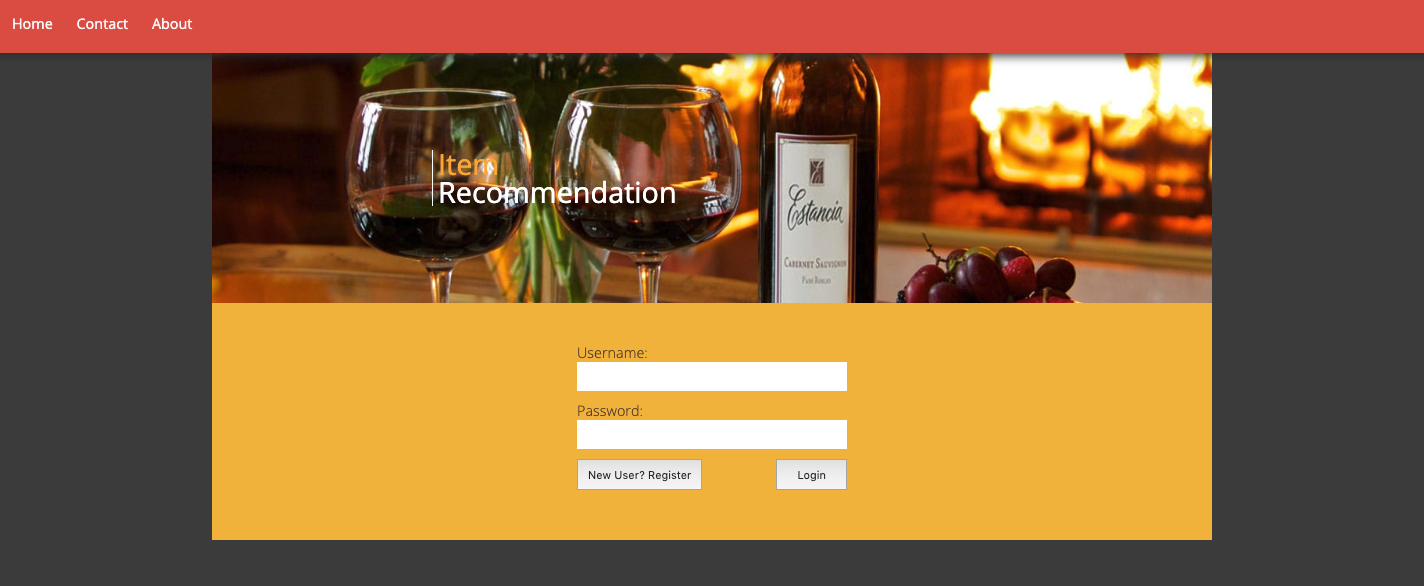 Home Contact About
Item
Recommendation
Estancia
CABERNET SAUVIGNON
PASO ROBLES
Username:
Password:
New User? Register Login